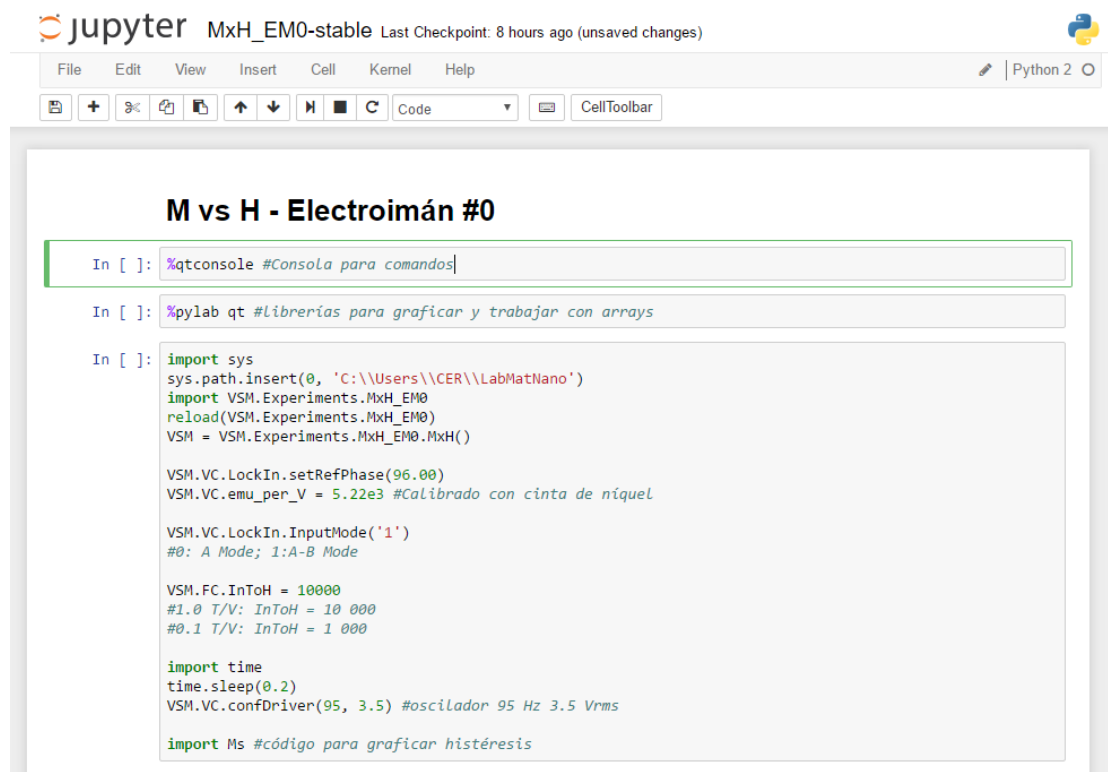 jupyter MxH_EM0-stable Last Checkpoint: 8 hours ago (unsaved changes)
File Edit View Insert Cell Kernel Help Python 2
Code CellToolbar
M vs H - Electroimán #0
In [ ]: %qtconsole #Consola para comandos
In [ ]: %pylab qt #librerías para graficar y trabajar con arrays
In [ ]: import sys
sys.path.insert(0, 'C:\\Users\\CER\\LabMatNano')
import VSM.Experiments.MxH_EM0
reload(VSM.Experiments.MxH_EM0)
VSM = VSM.Experiments.MxH_EM0.MxH()
VSM.VC.LockIn.setRefPhase(96.00)
VSM.VC.emu_per_V = 5.22e3 #Calibrado con cinta de níquel
VSM.VC.LockIn.InputMode('1')
#0: A Mode; 1:A-B Mode
VSM.FC.InToH = 10000
#1.0 T/V: InToH = 10 000
#0.1 T/V: InToH = 1 000
import time
time.sleep(0.2)
VSM.VC.confDriver(95, 3.5) #oscilador 95 Hz 3.5 Vrms
import Ms #código para graficar histéresis